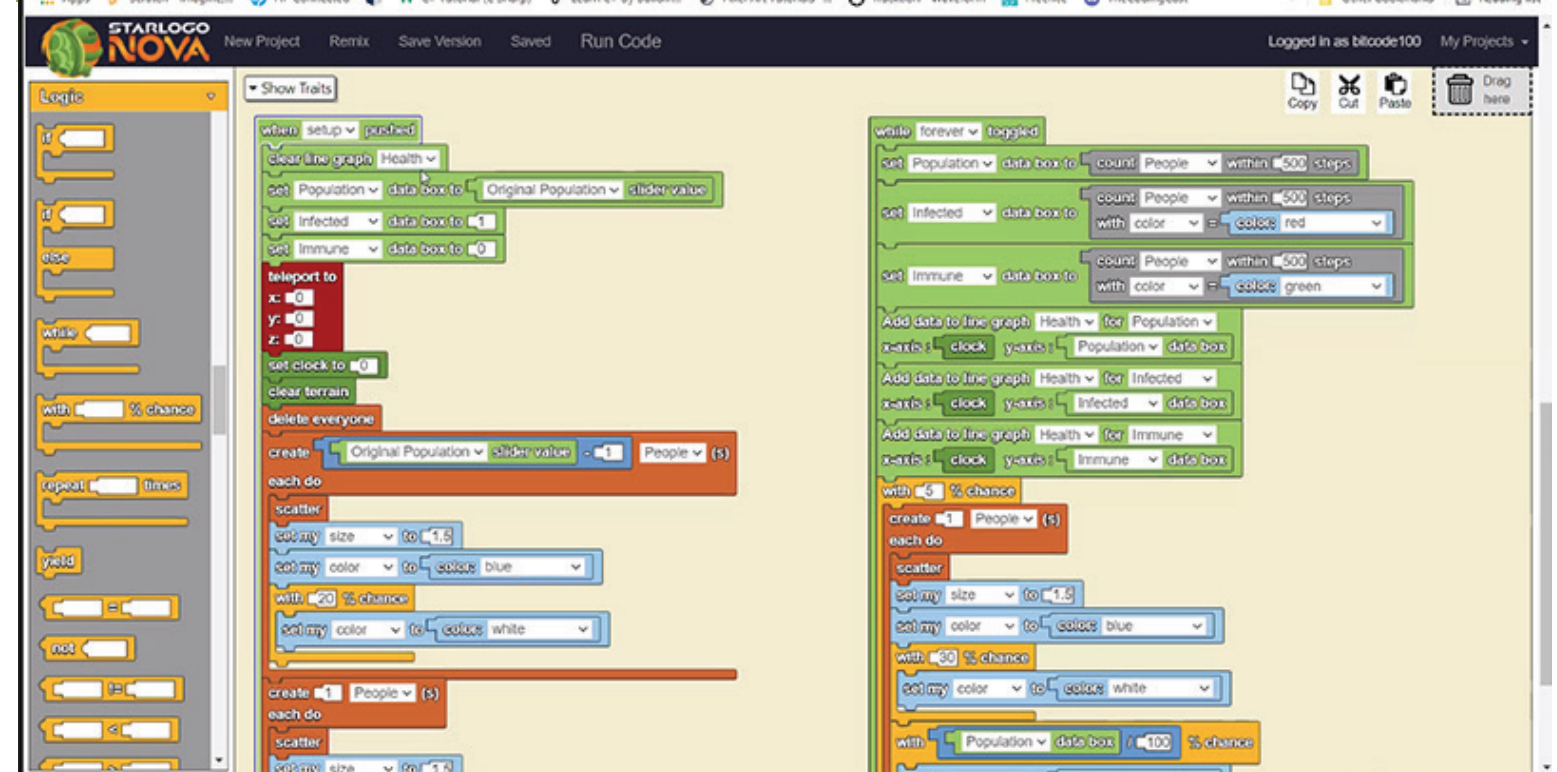 STARLOGO
NOVA
New Project Remix Save Version Saved Run Code
Logged in as bitcode100 My Projects
Logic
Show Traits
Copy Cut Paste
Drag
here
if
if
else
while
with % chance
repeat times
yield
=
not
!=
<
when setup pushed
clear line graph Health
set Population data box to Original Population slider value
set Infected data box to 1
set Immune data box to 0
teleport to
x: 0
y: 0
z: 0
set clock to 0
clear terrain
delete everyone
create Original Population slider value - 1 People (s)
each do
scatter
set my size to 1.5
set my color to color: blue
with 20 % chance
set my color to color: white
create 1 People (s)
each do
scatter
set my size to 1.5
while forever toggled
set Population data box to count People within 500 steps
set Infected data box to count People within 500 steps
with color = color: red
set Immune data box to count People within 500 steps
with color = color: green
Add data to line graph Health for Population
x-axis: clock y-axis: Population data box
Add data to line graph Health for Infected
x-axis: clock y-axis: Infected data box
Add data to line graph Health for Immune
x-axis: clock y-axis: Immune data box
with 5 % chance
create 1 People (s)
each do
scatter
set my size to 1.5
set my color to color: blue
with 30 % chance
set my color to color: white
with Population data box / 100 % chance